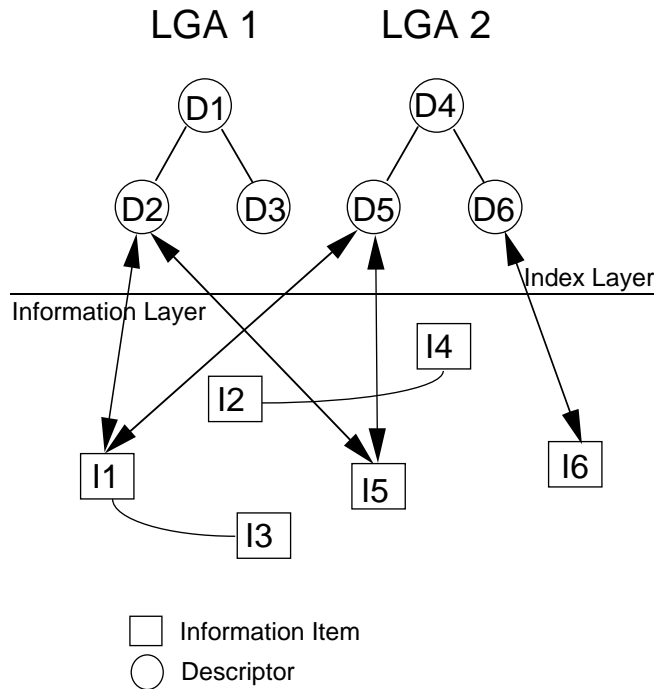 LGA 1 LGA 2
D1 D4
D2 D3 D5 D6
Index Layer
Information Layer
I4
I2
I1 I5 I6
I3
Information Item
Descriptor